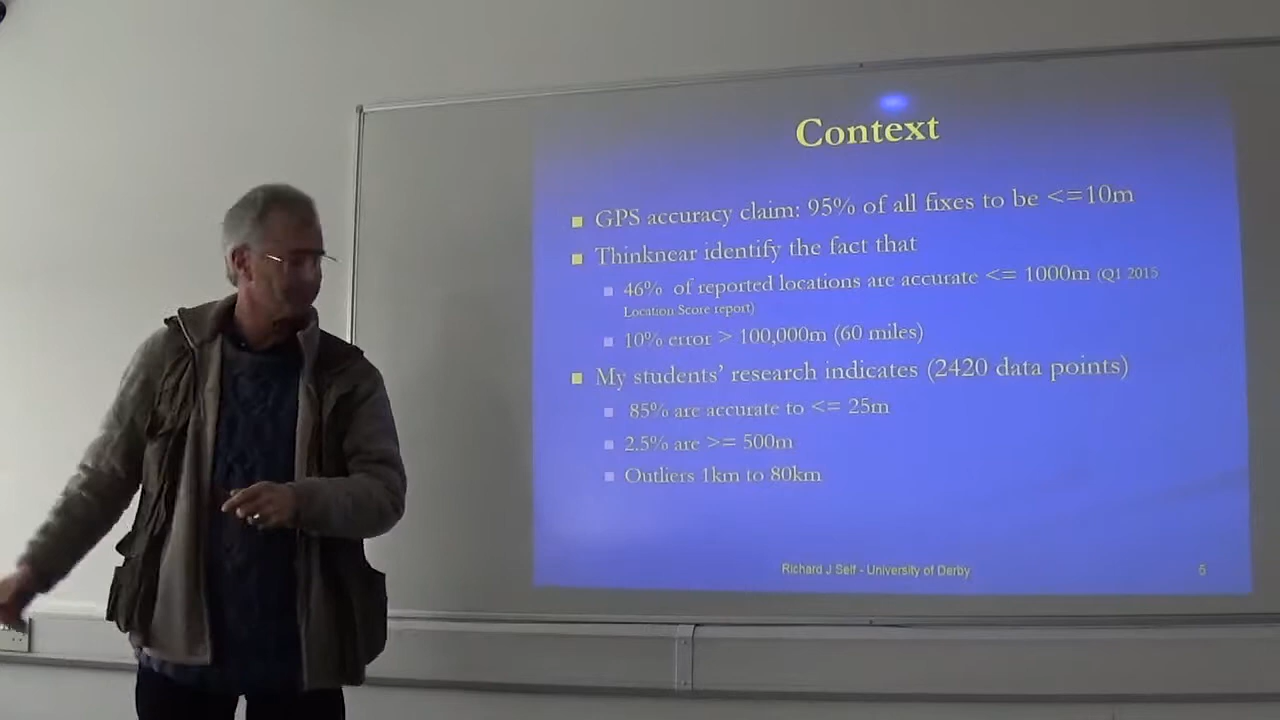 Context
GPS accuracy claim: 95% of all fixes to be <=10m
Thinknear identify the fact that
46% of reported locations are accurate <= 1000m (Q1 2015
Location Score report)
10% error > 100,000m (60 miles)
My students' research indicates (2420 data points)
85% are accurate to <= 25m
2.5% are >= 500m
Outliers 1km to 80km
Richard J Self - University of Derby 5